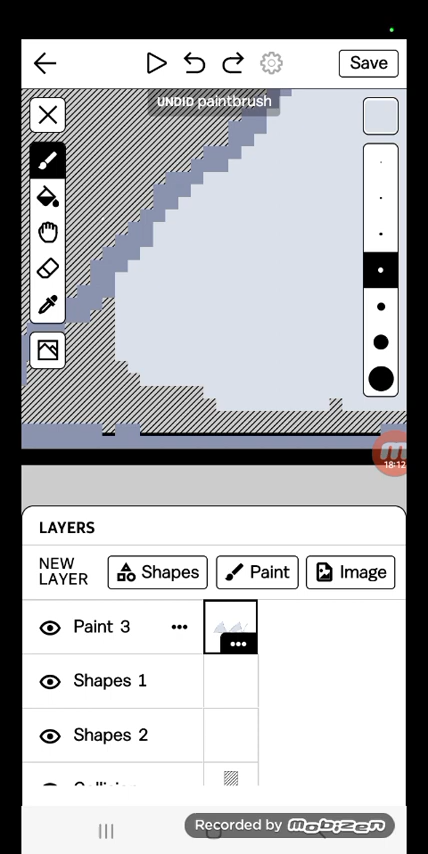 Save
UNDID paintbrush
18:12
LAYERS
NEW LAYER
Shapes
Paint
Image
Paint 3
Shapes 1
Shapes 2
Recorded by mobizen